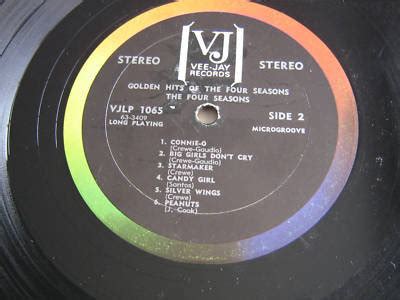 VJ
VEE-JAY
RECORDS
STEREO STEREO
GOLDEN HITS OF THE FOUR SEASONS
THE FOUR SEASONS
VJLP 1065 SIDE 2
63-3409
LONG PLAYING MICROGROOVE
1. CONNIE-O
(Crewe-Gaudio)
2. BIG GIRLS DON'T CRY
(Crewe-Gaudio)
3. STARMAKER
(Crewe)
4. CANDY GIRL
(Santos)
5. SILVER WINGS
(Crewe)
6. PEANUTS
(J. Cook)